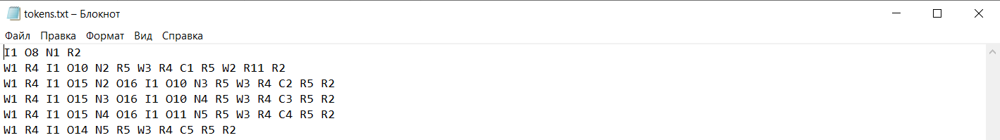 tokens.txt – Блокнот
Файл Правка Формат Вид Справка
I1 O8 N1 R2
W1 R4 I1 O10 N2 R5 W3 R4 C1 R5 W2 R11 R2
W1 R4 I1 O15 N2 O16 I1 O10 N3 R5 W3 R4 C2 R5 R2
W1 R4 I1 O15 N3 O16 I1 O10 N4 R5 W3 R4 C3 R5 R2
W1 R4 I1 O15 N4 O16 I1 O11 N5 R5 W3 R4 C4 R5 R2
W1 R4 I1 O14 N5 R5 W3 R4 C5 R5 R2